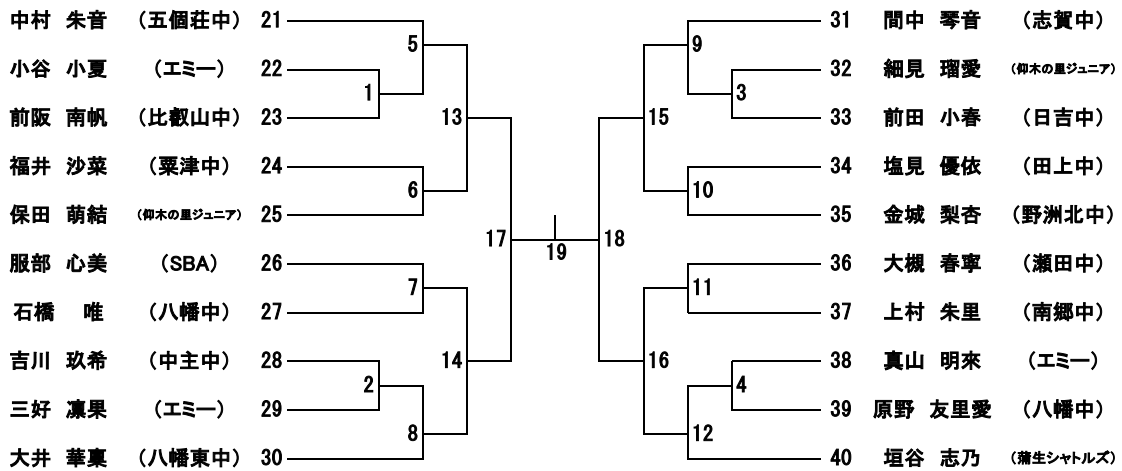 中村 朱音 (五個荘中) 21
小谷 小夏 (エミー) 22
前阪 南帆 (比叡山中) 23
福井 沙菜 (粟津中) 24
保田 萌結 (仰木の里ジュニア) 25
服部 心美 (SBA) 26
石橋 唯 (八幡中) 27
吉川 玖希 (中主中) 28
三好 凛果 (エミー) 29
大井 華稟 (八幡東中) 30
5
1
13
6
17
7
14
2
8
19
9
3
15
10
18
11
16
4
12
31 間中 琴音 (志賀中)
32 細見 瑠愛 (仰木の里ジュニア)
33 前田 小春 (日吉中)
34 塩見 優依 (田上中)
35 金城 梨杏 (野洲北中)
36 大槻 春寧 (瀬田中)
37 上村 朱里 (南郷中)
38 真山 明來 (エミー)
39 原野 友里愛 (八幡中)
40 垣谷 志乃 (蒲生シャトルズ)